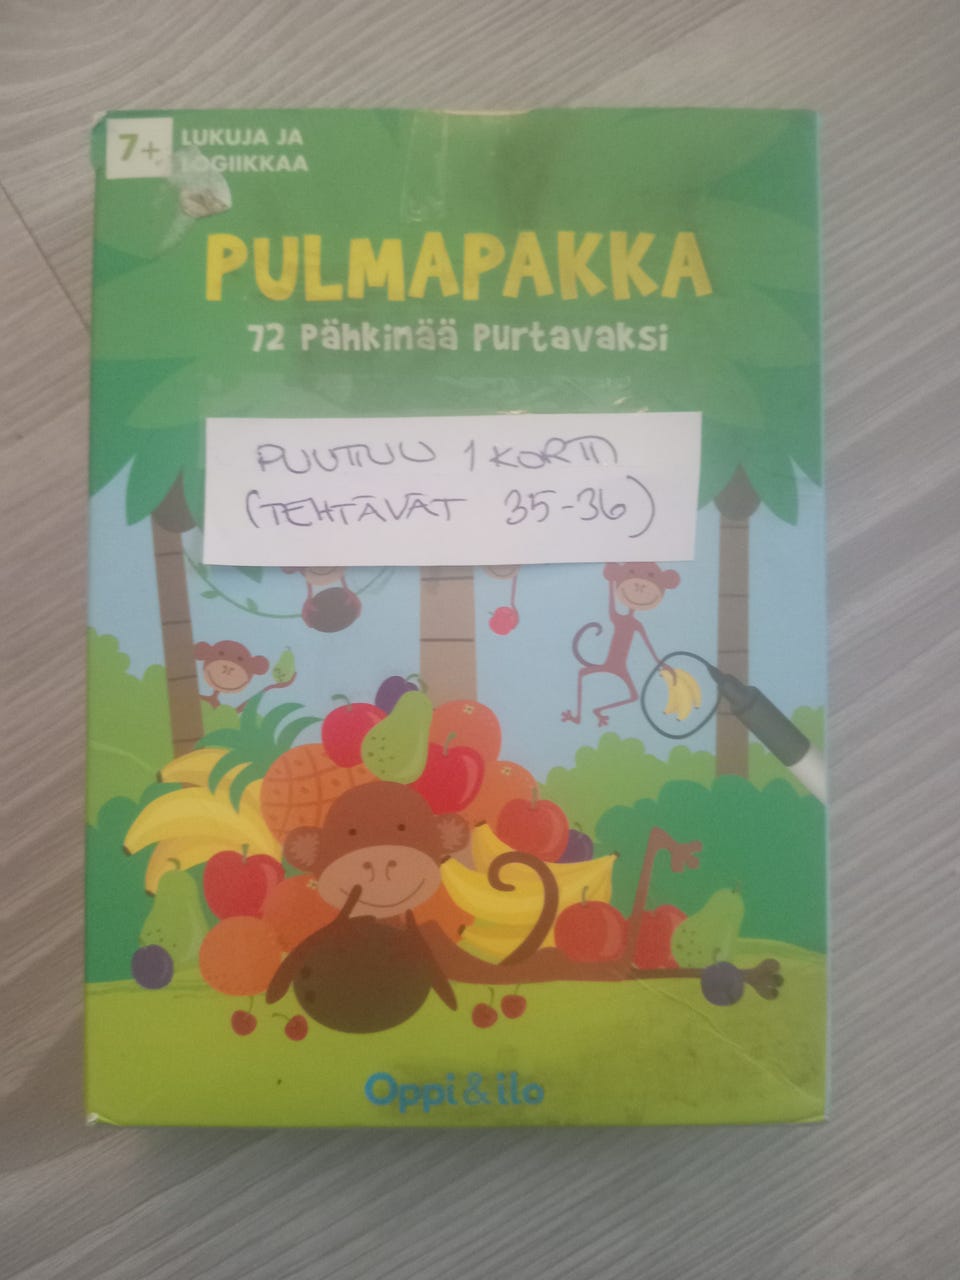 7+
LUKUJA JA
LOGIIKKAA
PULMAPAKKA
72 Pähkinää Purtavaksi
PUUTTUU 1 KORTTI
(TEHTÄVÄT 35-36)
Oppi&ilo